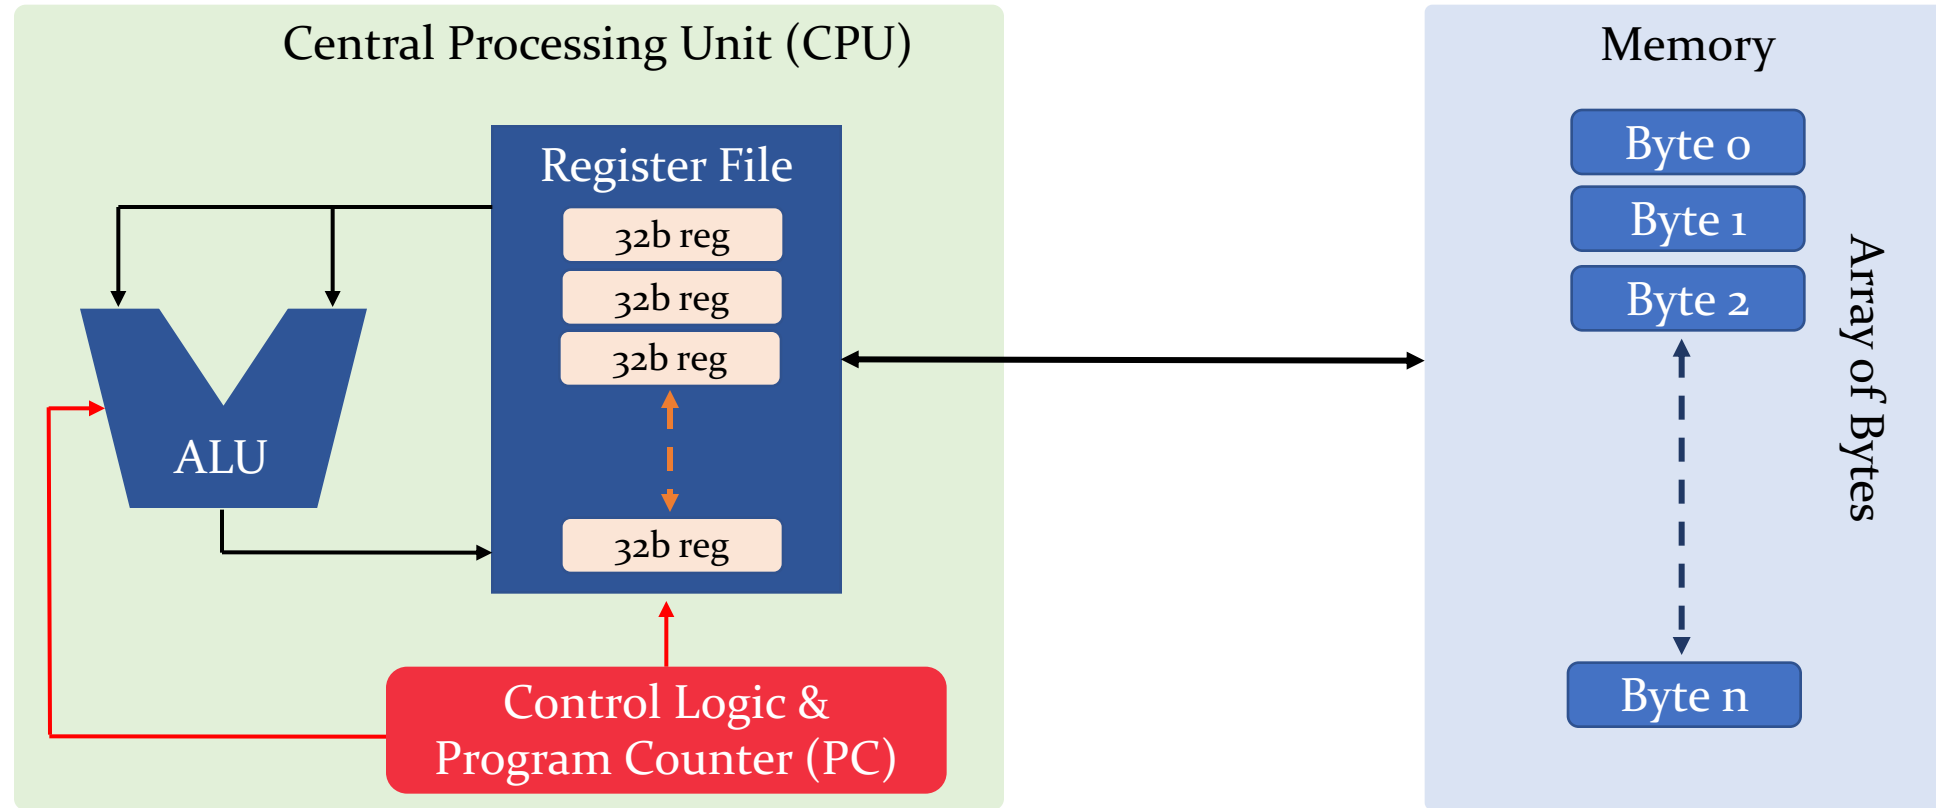 Central Processing Unit (CPU)
Register File
32b reg
32b reg
32b reg
32b reg
ALU
Control Logic &
Program Counter (PC)
Memory
Byte 0
Byte 1
Byte 2
Byte n
Array of Bytes